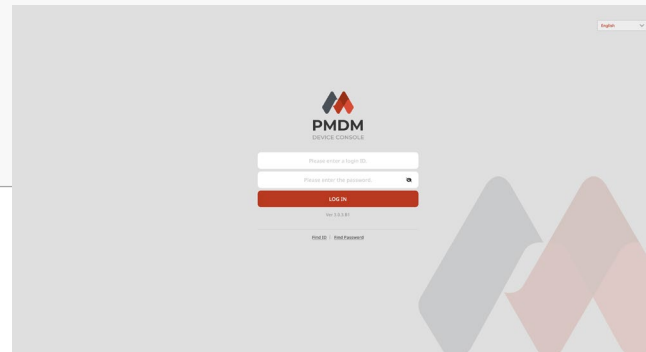 English
PMDM
DEVICE CONSOLE
Please enter a login ID.
Please enter the password.
LOG IN
Find ID | Find Password